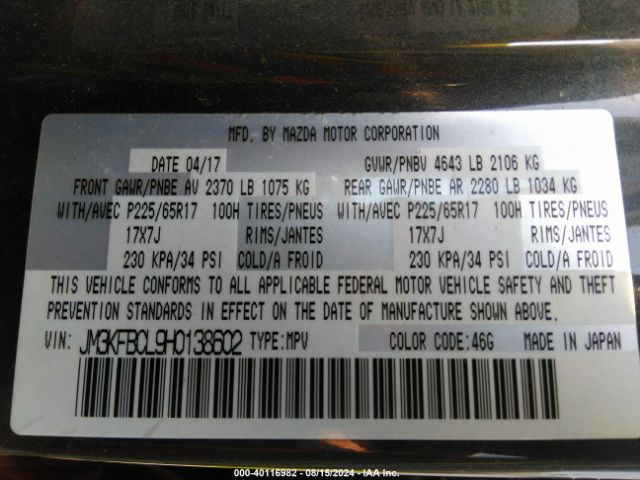 MFD. BY MAZDA MOTOR CORPORATION
DATE 04/17 GVWR/PNBV 4643 LB 2106 KG
FRONT GAWR/PNBE AV 2370 LB 1075 KG REAR GAWR/PNBE AR 2280 LB 1034 KG
WITH/AVEC P225/65R17 100H TIRES/PNEUS WITH/AVEC P225/65R17 100H TIRES/PNEUS
17X7J RIMS/JANTES 17X7J RIMS/JANTES
230 KPA/34 PSI COLD/A FROID 230 KPA/34 PSI COLD/A FROID
THIS VEHICLE CONFORMS TO ALL APPLICABLE FEDERAL MOTOR VEHICLE SAFETY AND THEFT
PREVENTION STANDARDS IN EFFECT ON THE DATE OF MANUFACTURE SHOWN ABOVE.
VIN: JM3KFBCL9H0138602 TYPE:MPV COLOR CODE:46G MADE IN JAPAN
000-40116982 - 08/15/2024 - IAA Inc.